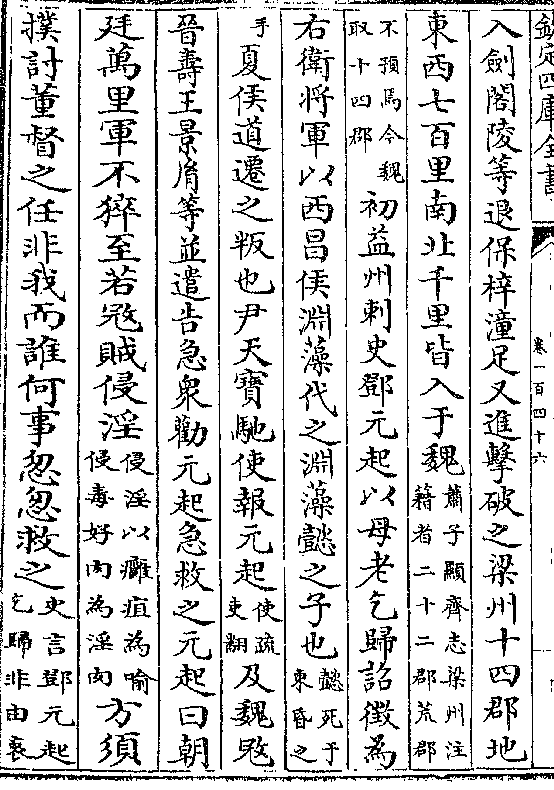 欽定四庫全書
卷一百四十六
入劔閣陵等退保梓潼足又進擊破之梁州十四郡地
東西七百里南北千里皆入于魏蕭子顯齊志梁州注籍者二十二郡荒郡
不預焉今魏取十四郡初益州刺史鄧元起以母老乞歸詔徵為
右衛將軍以西昌侯淵藻代之淵藻懿之子也懿死于東昏之
手夏侯道遷之叛也尹天寶馳使報元起使疏吏翻及魏冦
晉壽王景胤等並遣告急衆勸元起急救之元起曰朝
廷萬里軍不猝至若冦賊侵淫侵淫以癰疽為喻侵毒好肉為淫肉方須
撲討董督之任非我而誰何事怱怱救之史言鄧元起乞歸非由衷